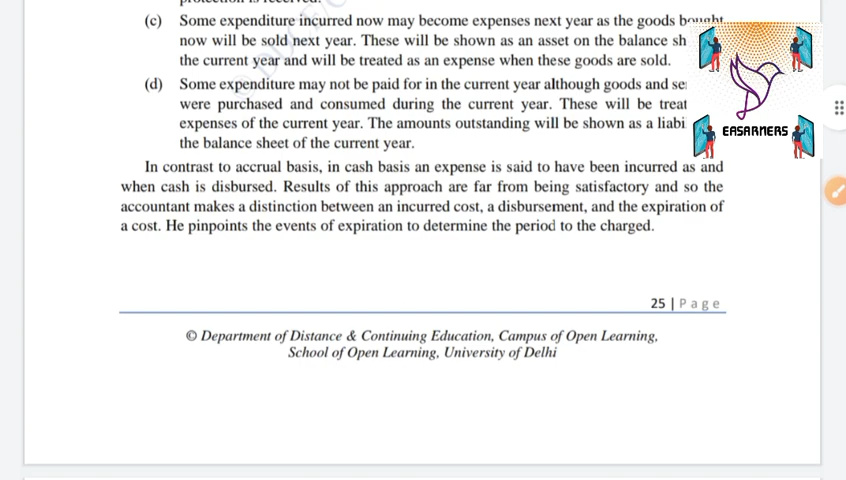 (c) Some expenditure incurred now may become expenses next year as the goods bought
now will be sold next year. These will be shown as an asset on the balance sh
the current year and will be treated as an expense when these goods are sold.
(d) Some expenditure may not be paid for in the current year although goods and se
were purchased and consumed during the current year. These will be treat
expenses of the current year. The amounts outstanding will be shown as a liabi
the balance sheet of the current year.
In contrast to accrual basis, in cash basis an expense is said to have been incurred as and
when cash is disbursed. Results of this approach are far from being satisfactory and so the
accountant makes a distinction between an incurred cost, a disbursement, and the expiration of
a cost. He pinpoints the events of expiration to determine the period to the charged.
25 | Page
© Department of Distance & Continuing Education, Campus of Open Learning,
School of Open Learning, University of Delhi
EASARNERS